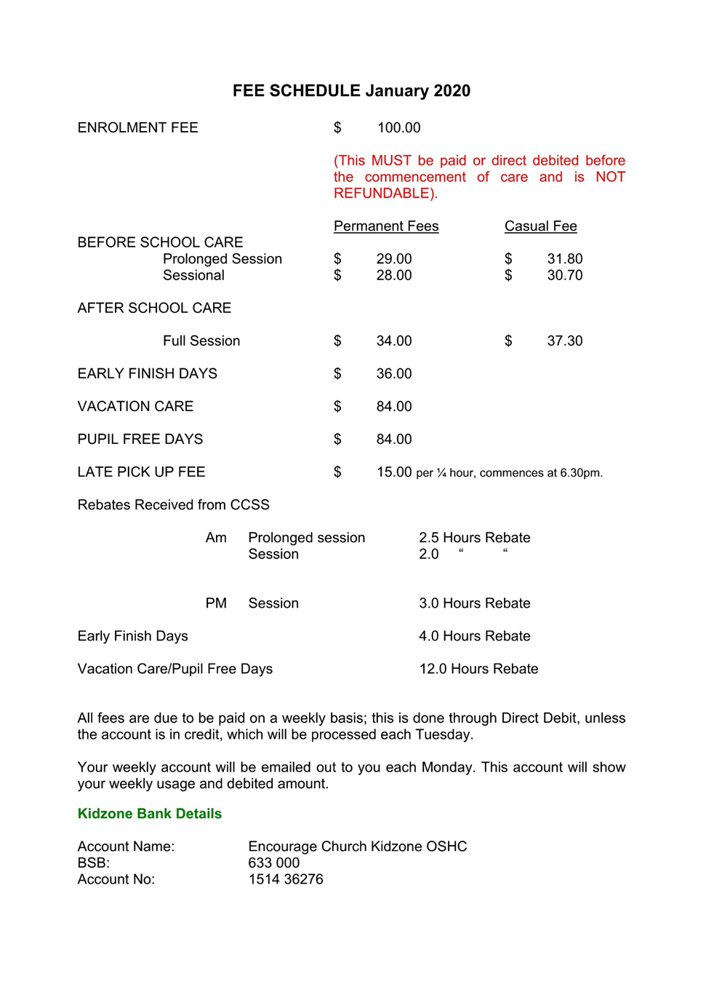 FEE SCHEDULE January 2020
ENROLMENT FEE $ 100.00
(This MUST be paid or direct debited before
the commencement of care and is NOT
REFUNDABLE).
Permanent Fees Casual Fee
BEFORE SCHOOL CARE
Prolonged Session $ 29.00 $ 31.80
Sessional $ 28.00 $ 30.70
AFTER SCHOOL CARE
Full Session $ 34.00 $ 37.30
EARLY FINISH DAYS $ 36.00
VACATION CARE $ 84.00
PUPIL FREE DAYS $ 84.00
LATE PICK UP FEE $ 15.00 per ¼ hour, commences at 6.30pm.
Rebates Received from CCSS
Am Prolonged session 2.5 Hours Rebate
Session 2.0 “ “
PM Session 3.0 Hours Rebate
Early Finish Days 4.0 Hours Rebate
Vacation Care/Pupil Free Days 12.0 Hours Rebate
All fees are due to be paid on a weekly basis; this is done through Direct Debit, unless
the account is in credit, which will be processed each Tuesday.
Your weekly account will be emailed out to you each Monday. This account will show
your weekly usage and debited amount.
Kidzone Bank Details
Account Name: Encourage Church Kidzone OSHC
BSB: 633 000
Account No: 1514 36276